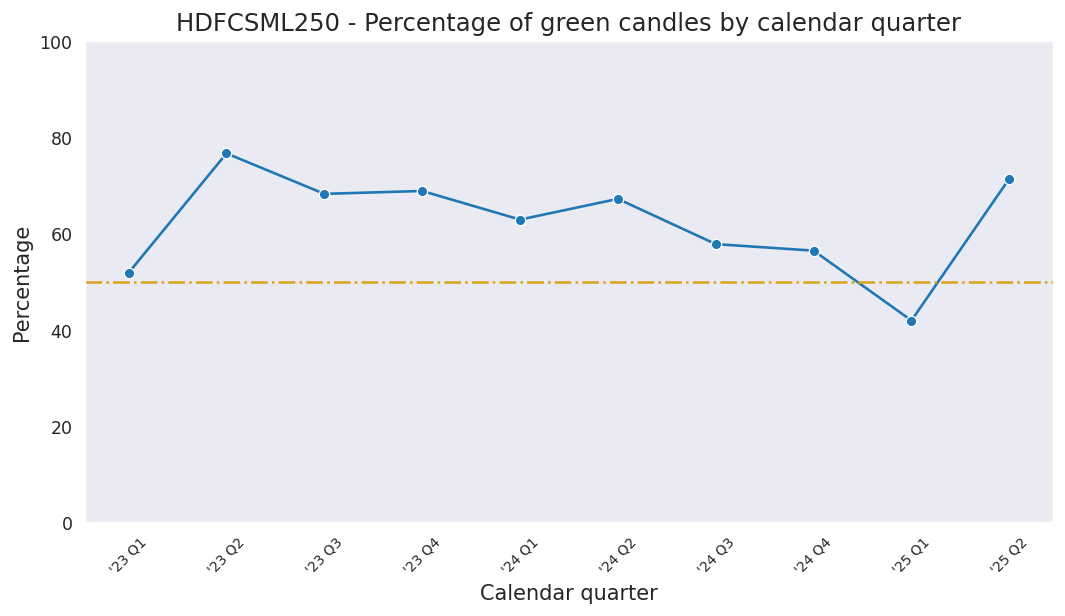 HDFCSML250 - Percentage of green candles by calendar quarter
100
80
60
40
20
0
Percentage
'23 Q1
'23 Q2
'23 Q3
'23 Q4
'24 Q1
'24 Q2
'24 Q3
'24 Q4
'25 Q1
'25 Q2
Calendar quarter